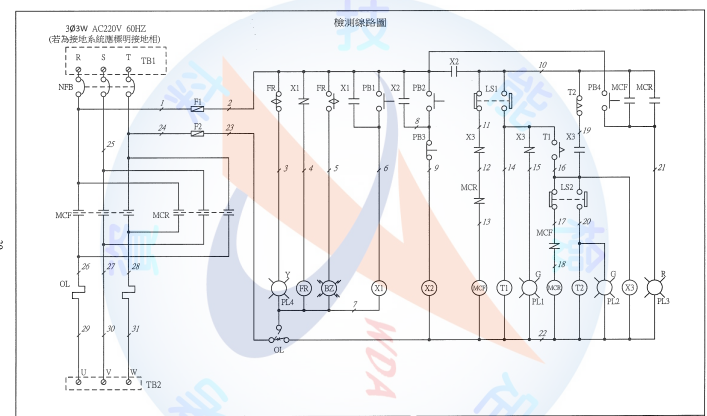 檢測線路圖
3Ø3W AC220V 60HZ
(若為接地系統應標明接地相)
R S T TB1
NFB
1 F1 2
24 F2 23
25
MCF MCR
26 27 28
OL
29 30 31
U V W TB2
X2 10
FR X1 FR X1 PB1 X2 PB2 LS1 T2 PB4 MCF MCR
8 11 19
PB3 X3 X3 T1 X3
3 4 5 6 9 12 14 15 16 21
MCR LS2
13 17 20
MCF
18
Y G G R
PL4 FR BZ X1 X2 MCF T1 PL1 MCR T2 PL2 X3 PL3
7
OL 22
WDA